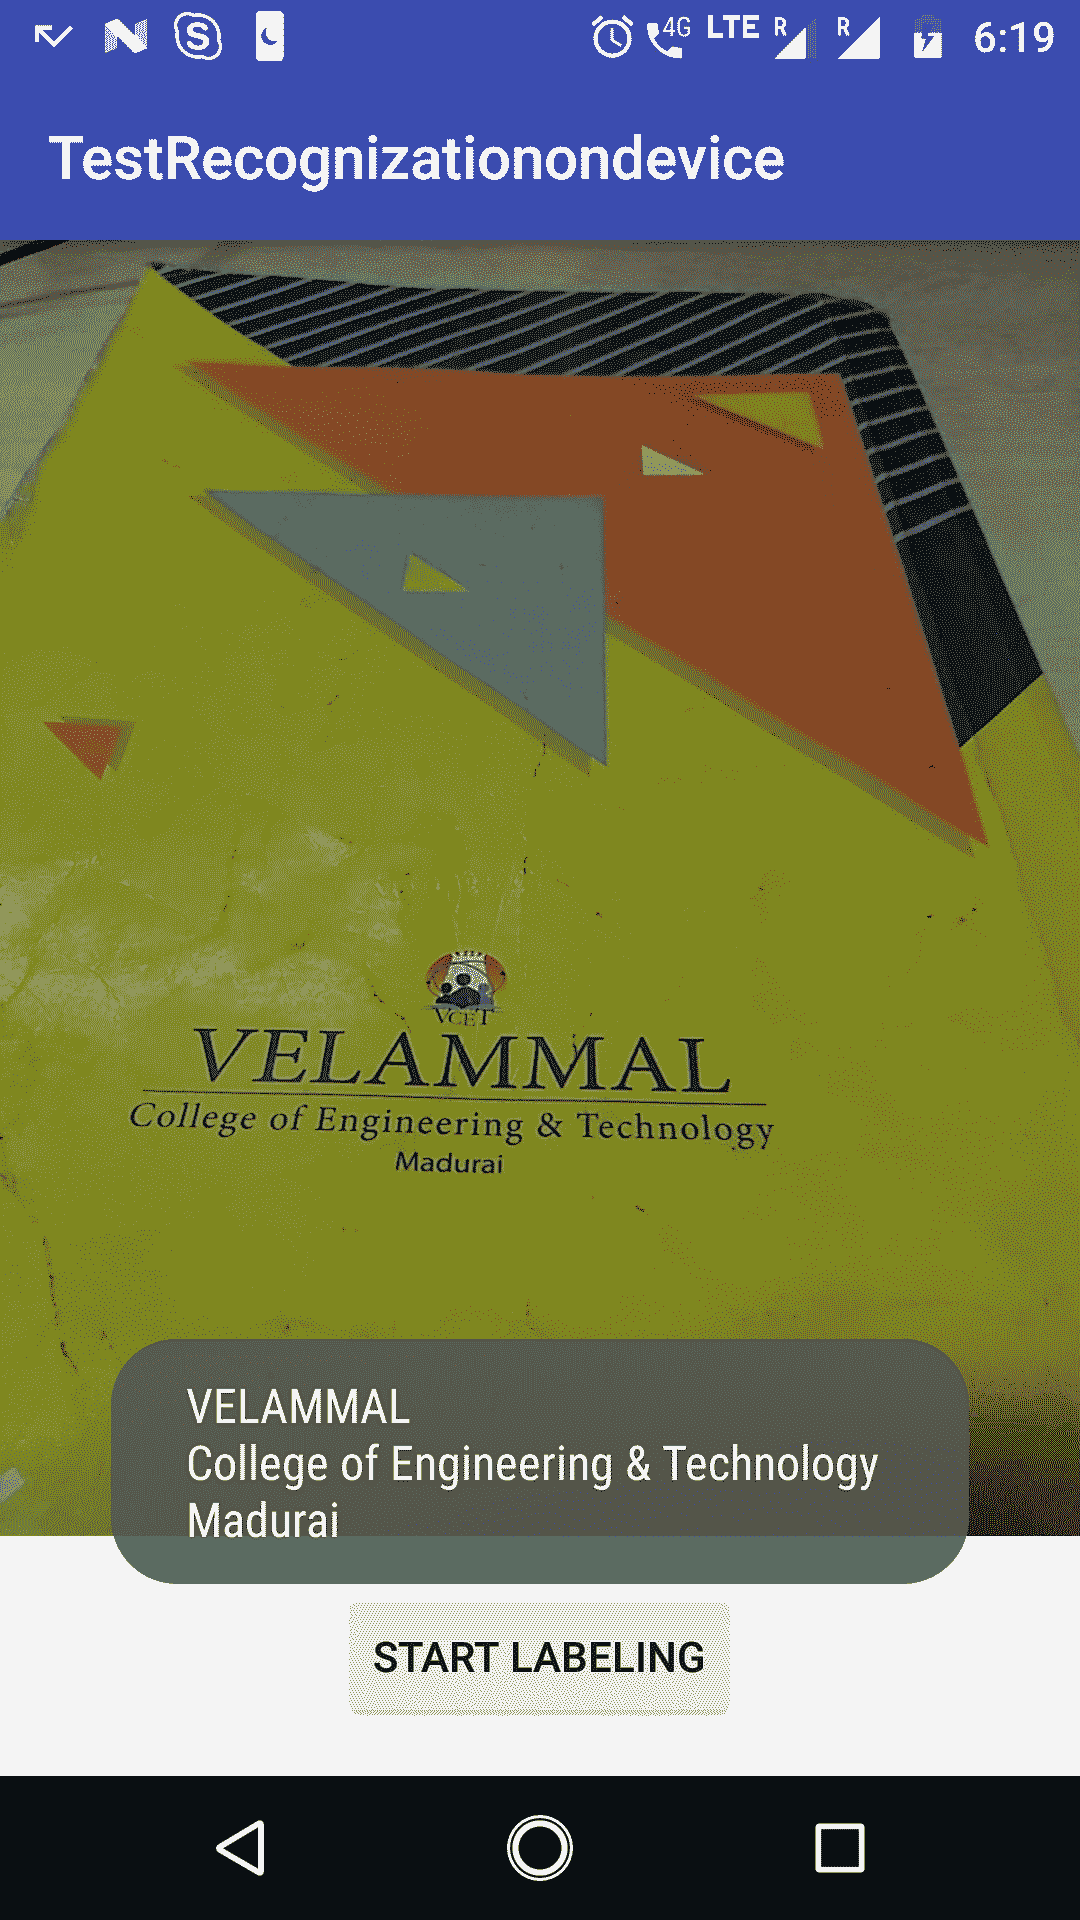 4G LTE R R 6:19
TestRecognizationondevice
VCET
VELAMMAL
College of Engineering & Technology
Madurai
VELAMMAL
College of Engineering & Technology
Madurai
START LABELING